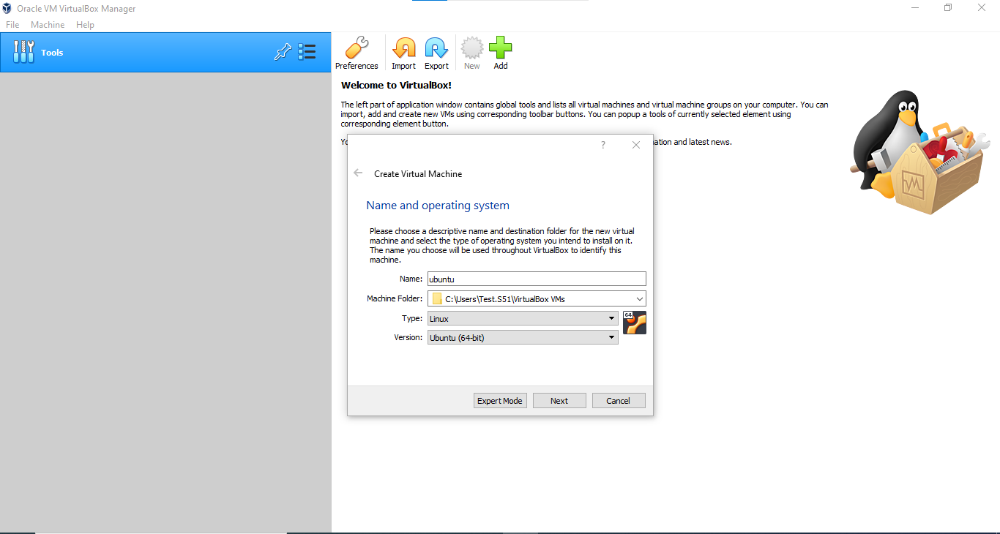 Oracle VM VirtualBox Manager
File Machine Help
Tools
Preferences Import Export New Add
Welcome to VirtualBox!
The left part of application window contains global tools and lists all virtual machines and virtual machine groups on your computer. You can
import, add and create new VMs using corresponding toolbar buttons. You can popup a tools of currently selected element using
corresponding element button.
and latest news.
?
Create Virtual Machine
Name and operating system
Please choose a descriptive name and destination folder for the new virtual
machine and select the type of operating system you intend to install on it.
The name you choose will be used throughout VirtualBox to identify this
machine.
Name: ubuntu
Machine Folder: C:\Users\Test.S51\VirtualBox VMs
Type: Linux
64
Version: Ubuntu (64-bit)
Expert Mode Next Cancel